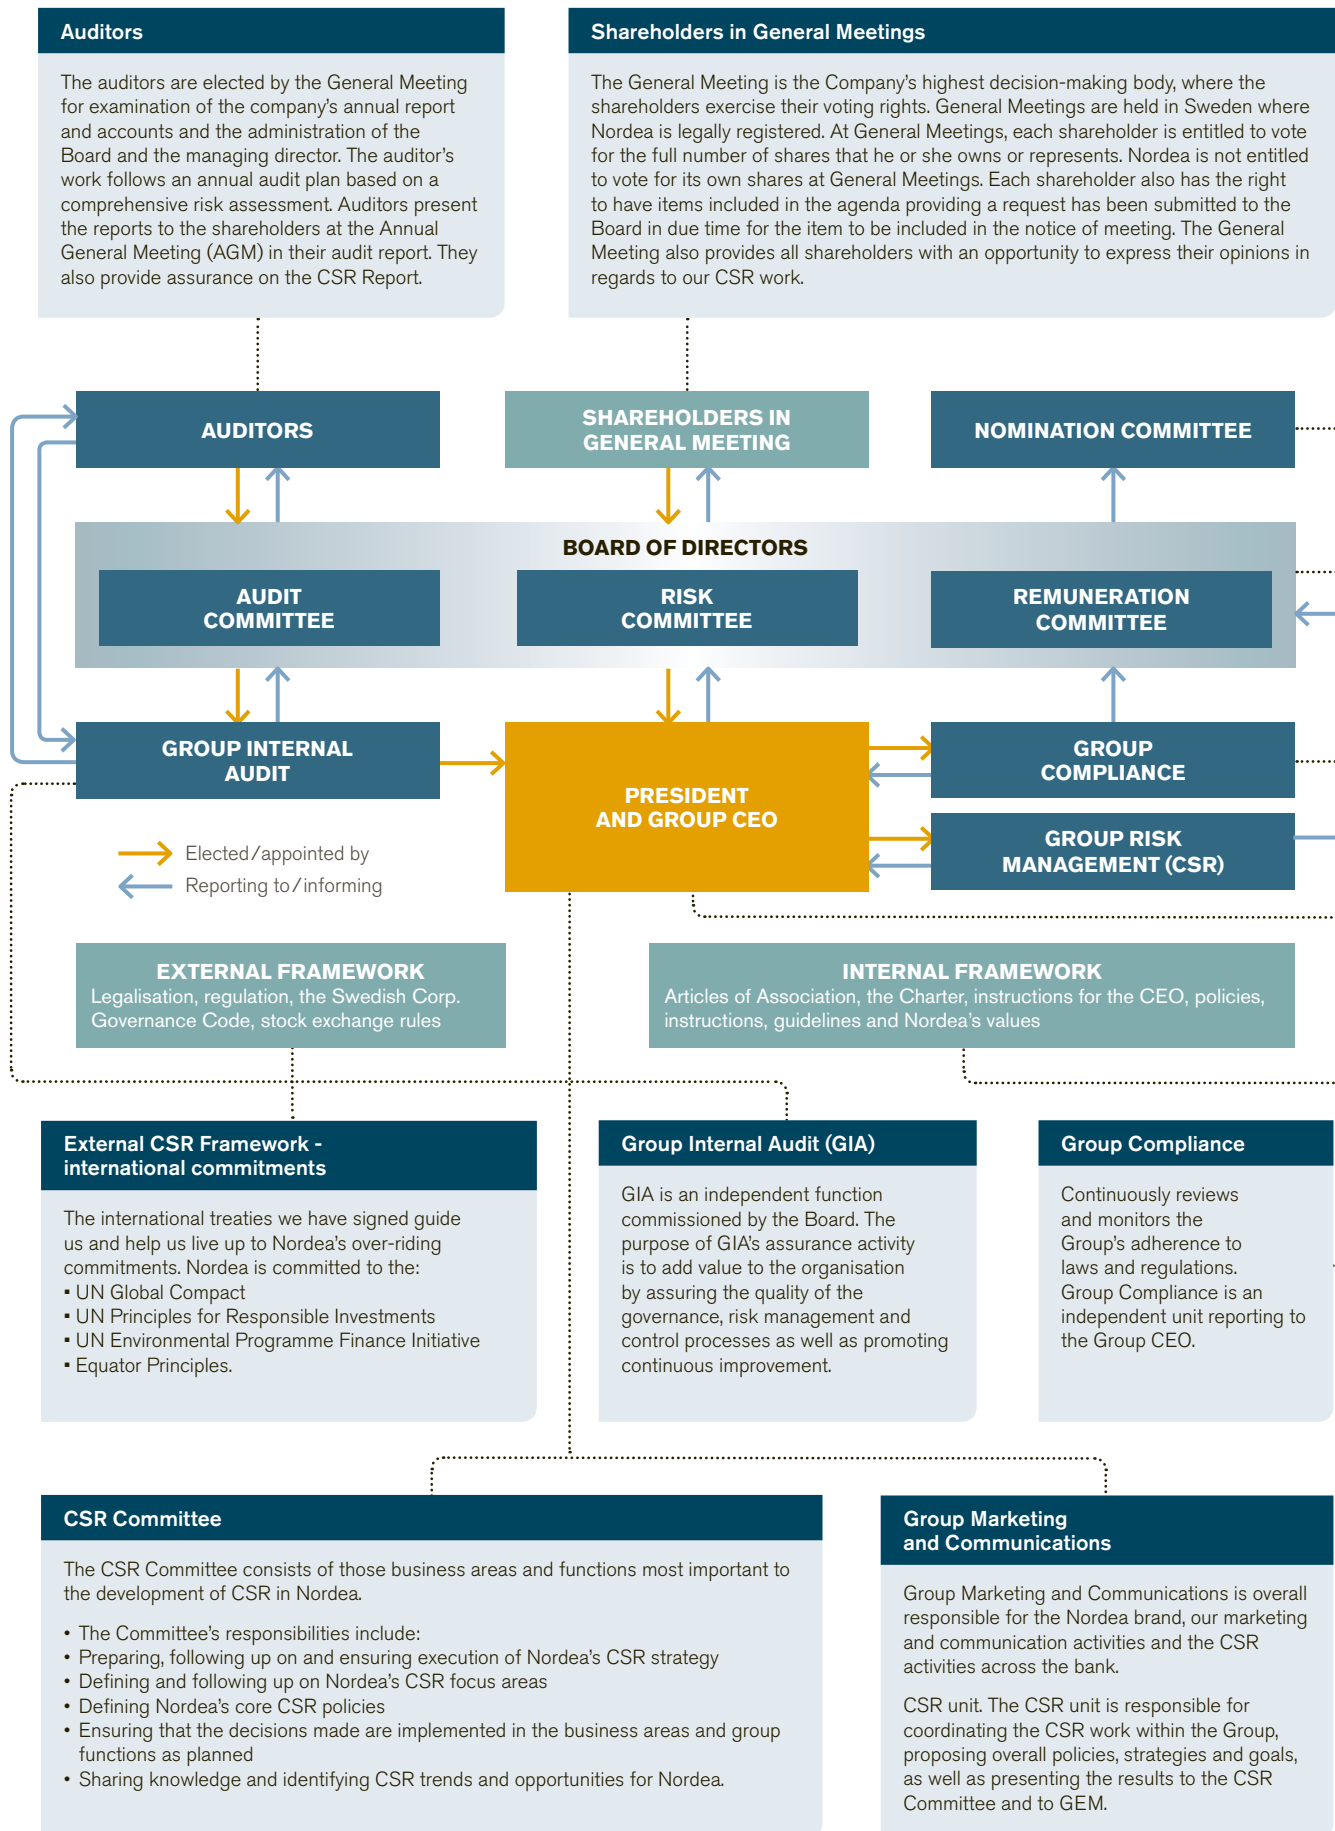 Auditors
The auditors are elected by the General Meeting
for examination of the company's annual report
and accounts and the administration of the
Board and the managing director. The auditor's
work follows an annual audit plan based on a
comprehensive risk assessment. Auditors present
the reports to the shareholders at the Annual
General Meeting (AGM) in their audit report. They
also provide assurance on the CSR Report.
Shareholders in General Meetings
The General Meeting is the Company's highest decision-making body, where the
shareholders exercise their voting rights. General Meetings are held in Sweden where
Nordea is legally registered. At General Meetings, each shareholder is entitled to vote
for the full number of shares that he or she owns or represents. Nordea is not entitled
to vote for its own shares at General Meetings. Each shareholder also has the right
to have items included in the agenda providing a request has been submitted to the
Board in due time for the item to be included in the notice of meeting. The General
Meeting also provides all shareholders with an opportunity to express their opinions in
regards to our CSR work.
AUDITORS
SHAREHOLDERS IN
GENERAL MEETING
NOMINATION COMMITTEE
BOARD OF DIRECTORS
AUDIT
COMMITTEE
RISK
COMMITTEE
REMUNERATION
COMMITTEE
GROUP INTERNAL
AUDIT
PRESIDENT
AND GROUP CEO
GROUP
COMPLIANCE
GROUP RISK
MANAGEMENT (CSR)
Elected/appointed by
Reporting to/informing
EXTERNAL FRAMEWORK
Legalisation, regulation, the Swedish Corp.
Governance Code, stock exchange rules
INTERNAL FRAMEWORK
Articles of Association, the Charter, instructions for the CEO, policies,
instructions, guidelines and Nordea's values
External CSR Framework -
international commitments
The international treaties we have signed guide
us and help us live up to Nordea's over-riding
commitments. Nordea is committed to the:
▪ UN Global Compact
▪ UN Principles for Responsible Investments
▪ UN Environmental Programme Finance Initiative
▪ Equator Principles.
Group Internal Audit (GIA)
GIA is an independent function
commissioned by the Board. The
purpose of GIA's assurance activity
is to add value to the organisation
by assuring the quality of the
governance, risk management and
control processes as well as promoting
continuous improvement.
Group Compliance
Continuously reviews
and monitors the
Group's adherence to
laws and regulations.
Group Compliance is an
independent unit reporting to
the Group CEO.
CSR Committee
The CSR Committee consists of those business areas and functions most important to
the development of CSR in Nordea.
• The Committee's responsibilities include:
• Preparing, following up on and ensuring execution of Nordea's CSR strategy
• Defining and following up on Nordea's CSR focus areas
• Defining Nordea's core CSR policies
• Ensuring that the decisions made are implemented in the business areas and group
functions as planned
• Sharing knowledge and identifying CSR trends and opportunities for Nordea.
Group Marketing
and Communications
Group Marketing and Communications is overall
responsible for the Nordea brand, our marketing
and communication activities and the CSR
activities across the bank.
CSR unit. The CSR unit is responsible for
coordinating the CSR work within the Group,
proposing overall policies, strategies and goals,
as well as presenting the results to the CSR
Committee and to GEM.